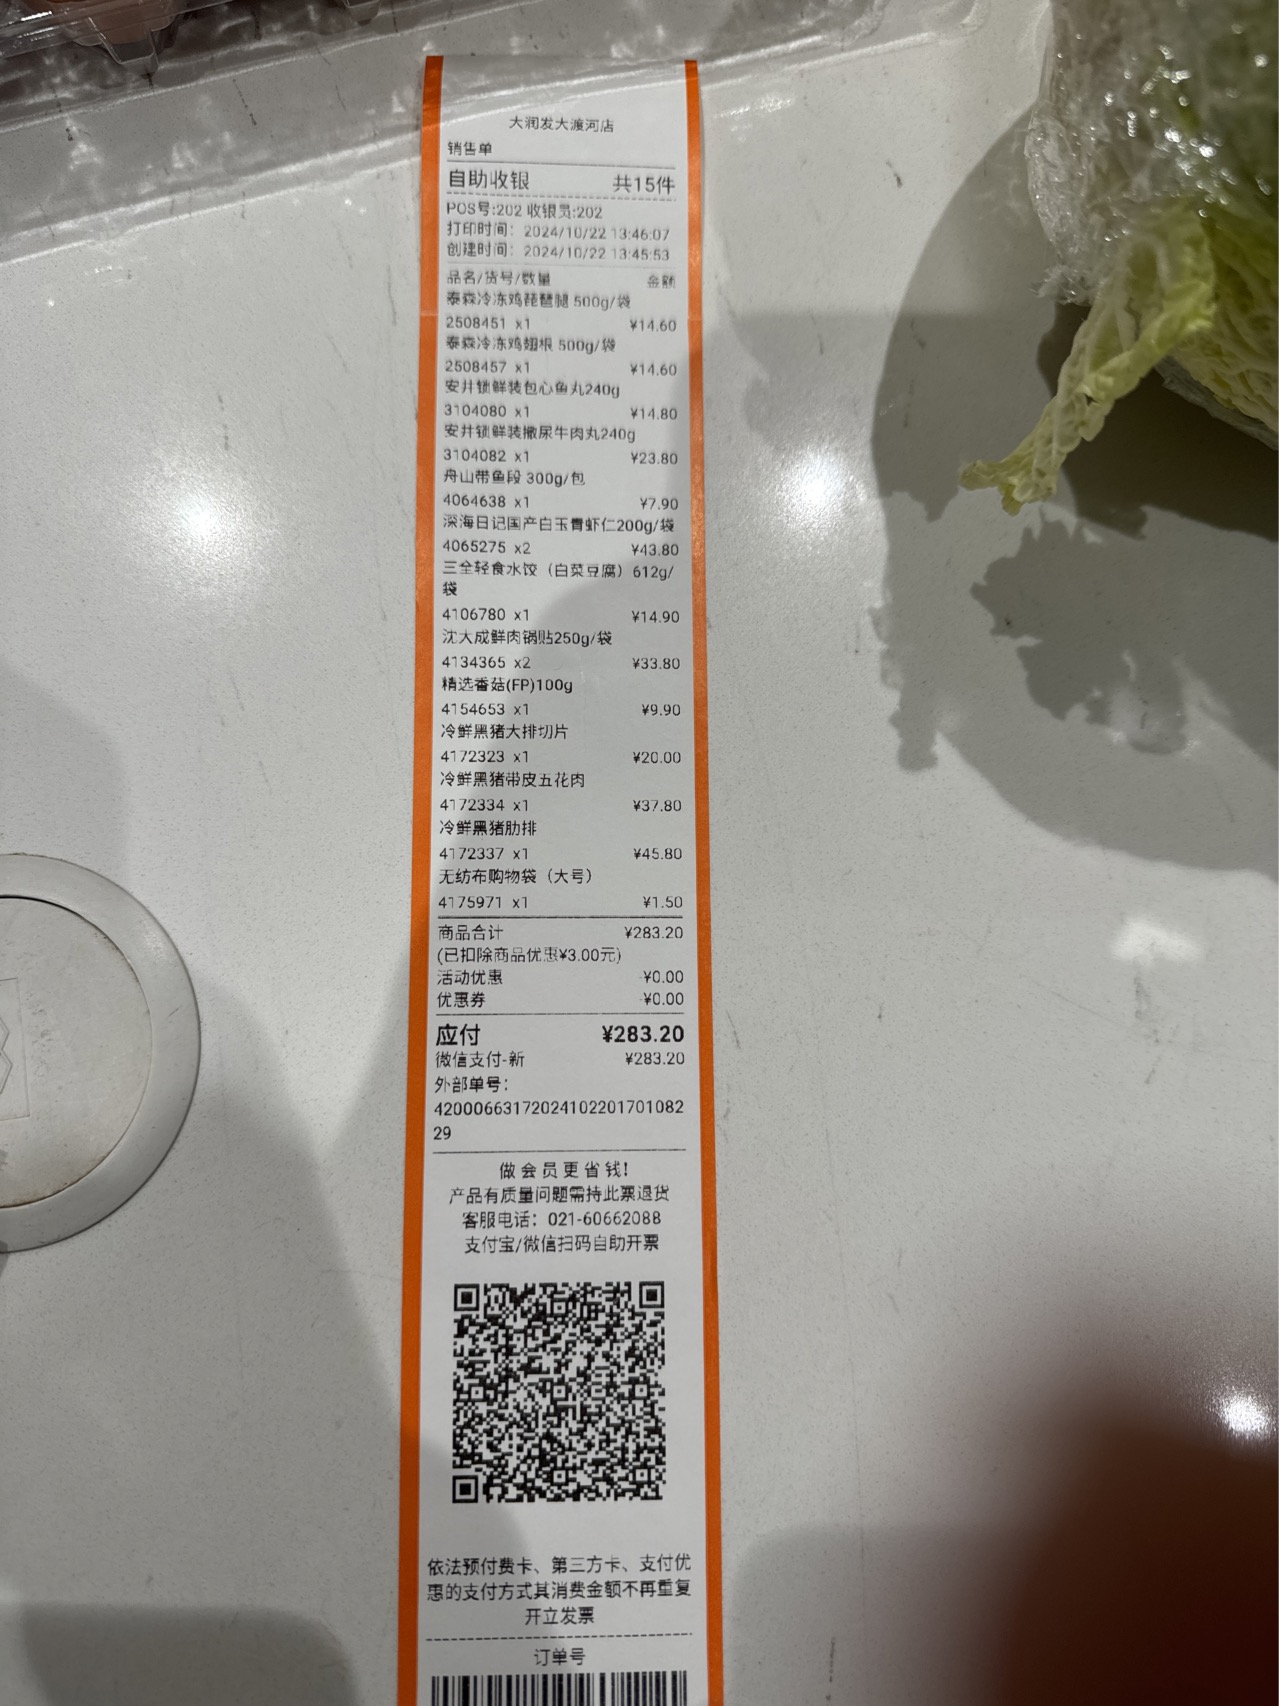 大润发大渡河店
销售单
自助收银 共15件
POS号:202 收银员:202
打印时间: 2024/10/22 13:46:07
创建时间: 2024/10/22 13:45:53
品名/货号/数量 金额
泰森冷冻鸡琵琶腿 500g/袋
2508451 x1 ¥14.60
泰森冷冻鸡翅根 500g/袋
2508457 x1 ¥14.60
安井锁鲜装包心鱼丸240g
3104080 x1 ¥14.80
安井锁鲜装撒尿牛肉丸240g
3104082 x1 ¥23.80
舟山带鱼段 300g/包
4064638 x1 ¥7.90
深海日记国产白玉青虾仁200g/袋
4065275 x2 ¥43.80
三全轻食水饺（白菜豆腐）612g/
袋
4106780 x1 ¥14.90
沈大成鲜肉锅贴250g/袋
4134365 x2 ¥33.80
精选香菇(FP)100g
4154653 x1 ¥9.90
冷鲜黑猪大排切片
4172323 x1 ¥20.00
冷鲜黑猪带皮五花肉
4172334 x1 ¥37.80
冷鲜黑猪肋排
4172337 x1 ¥45.80
无纺布购物袋（大号）
4175971 x1 ¥1.50
商品合计 ¥283.20
(已扣除商品优惠¥3.00元)
活动优惠 -¥0.00
优惠券 -¥0.00
应付 ¥283.20
微信支付-新 ¥283.20
外部单号:
42000663172024102201701082
29
做会员更省钱!
产品有质量问题需持此票退货
客服电话: 021-60662088
支付宝/微信扫码自助开票
依法预付费卡、第三方卡、支付优
惠的支付方式其消费金额不再重复
开立发票
订单号